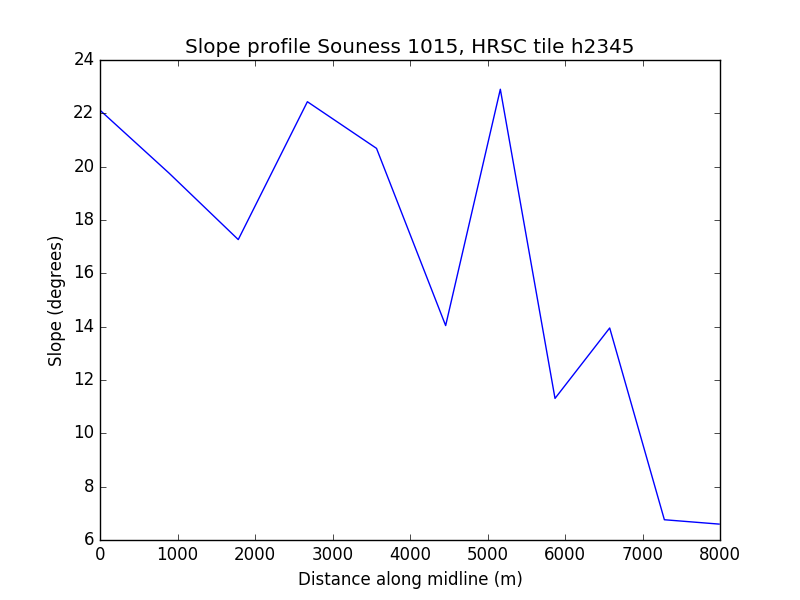 Slope profile Souness 1015, HRSC tile h2345
24
22
20
18
16
14
12
10
8
6
Slope (degrees)
0 1000 2000 3000 4000 5000 6000 7000 8000
Distance along midline (m)